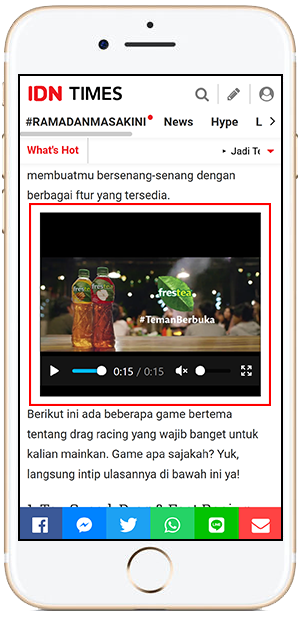 IDN TIMES
#RAMADANMASAKINI News Hype L
What's Hot Jadi To
membuatmu bersenang-senang dengan
berbagai ftur yang tersedia.
frestea
#TemanBerbuka
0:15 / 0:15
Berikut ini ada beberapa game bertema
tentang drag racing yang wajib banget untuk
kalian mainkan. Game apa sajakah? Yuk,
langsung intip ulasannya di bawah ini ya!